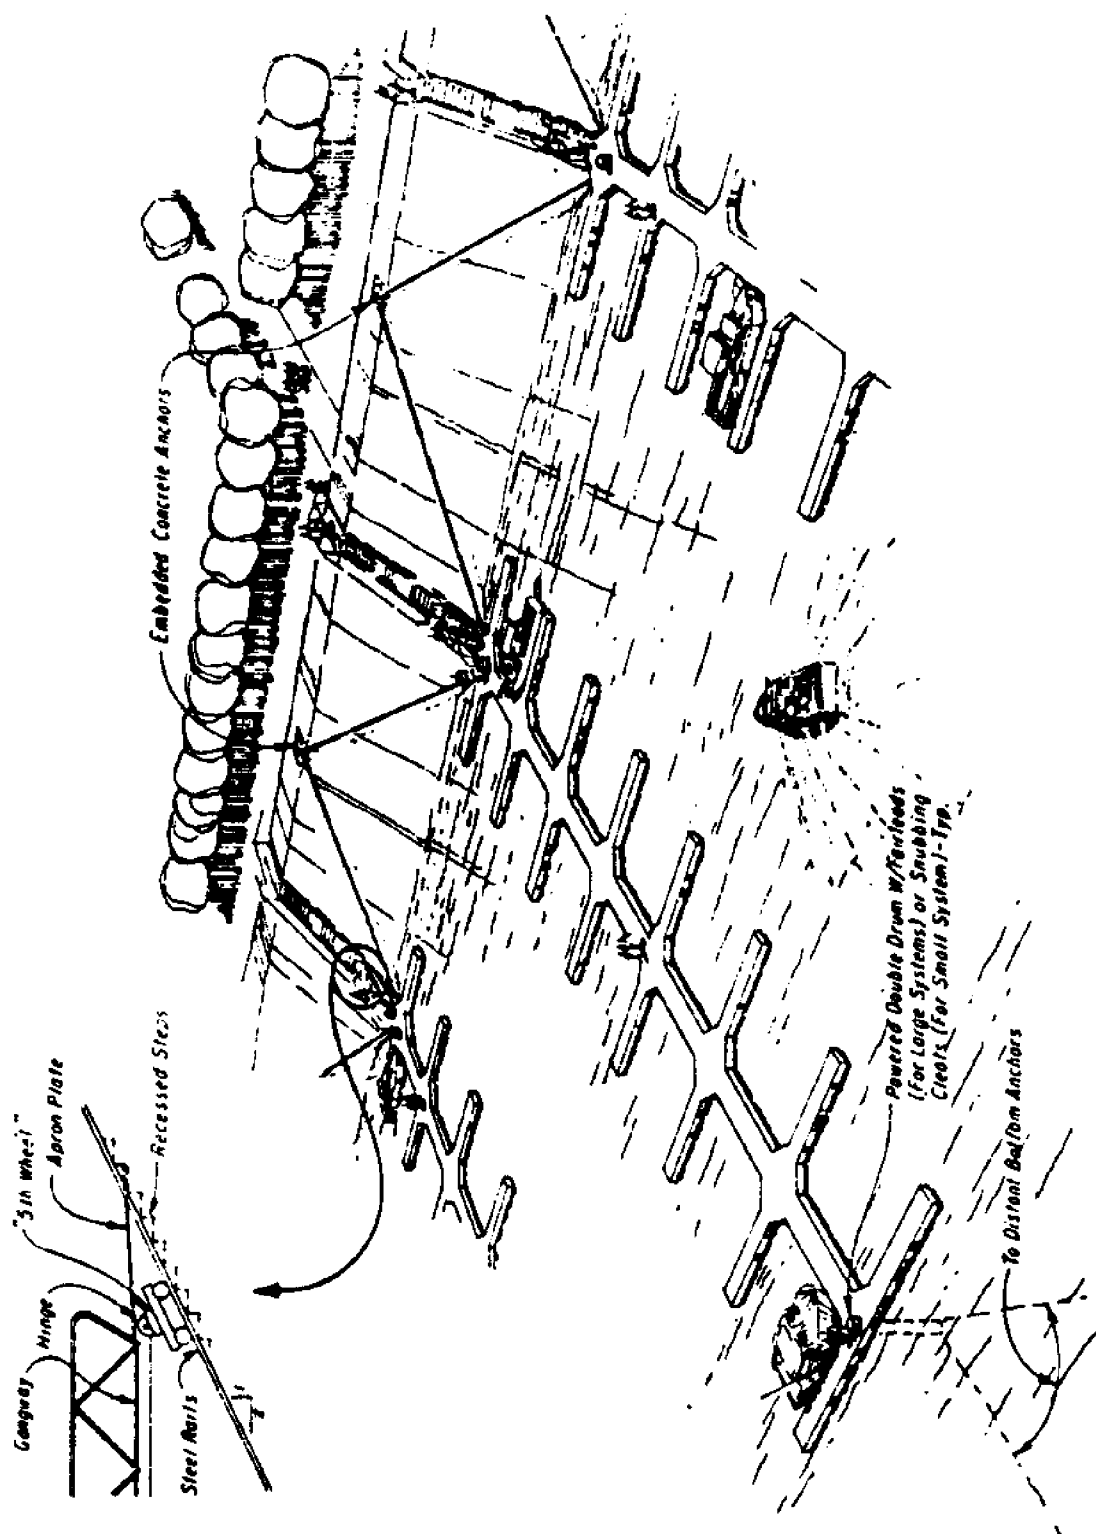 Gangway
Hinge
"5th Wheel"
Apron Plate
Recessed Steps
Steel Rails
Embedded Concrete Anchors
Powered Double Drum W/Fairleads
(For Large Systems) or Snubbing
Cleats (For Small System)-Typ.
To Distant Bottom Anchors